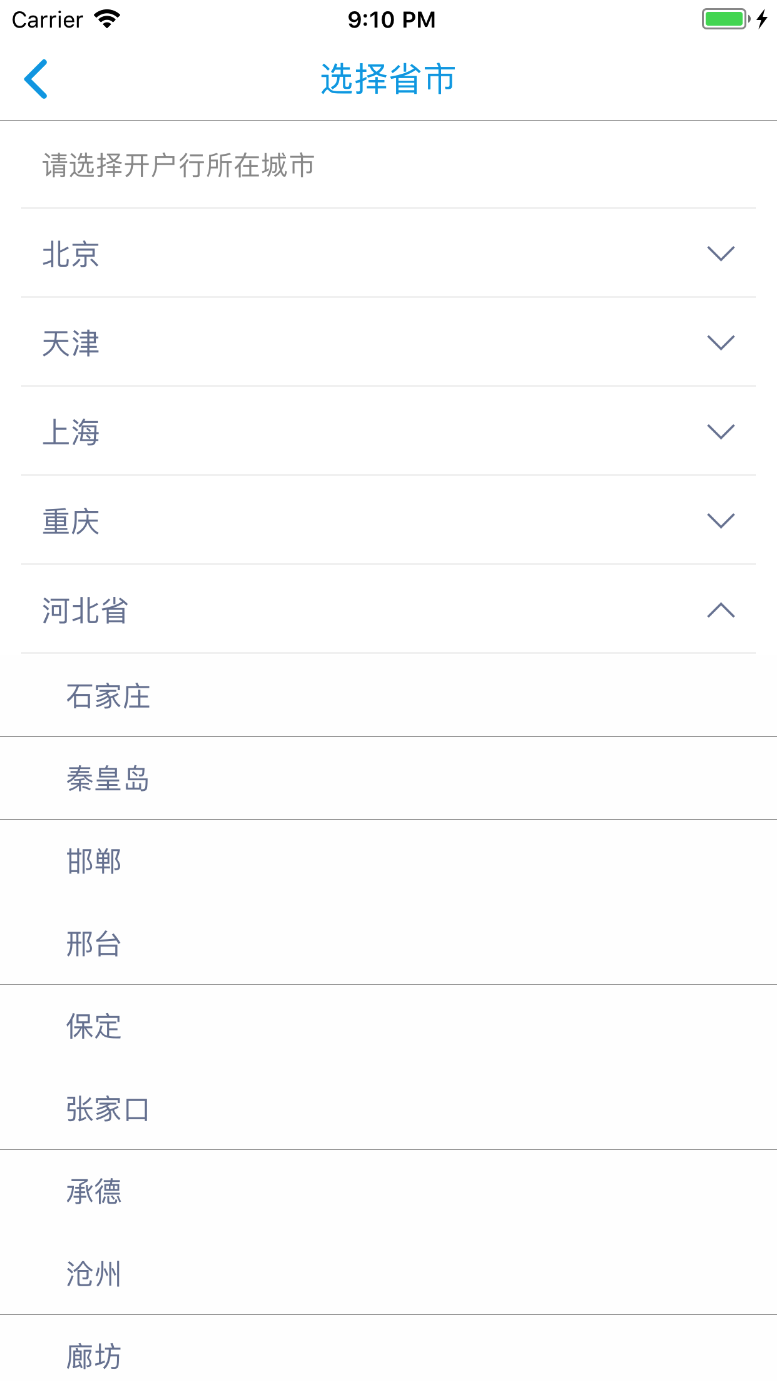 Carrier 9:10 PM
选择省市
请选择开户行所在城市
北京
天津
上海
重庆
河北省
石家庄
秦皇岛
邯郸
邢台
保定
张家口
承德
沧州
廊坊